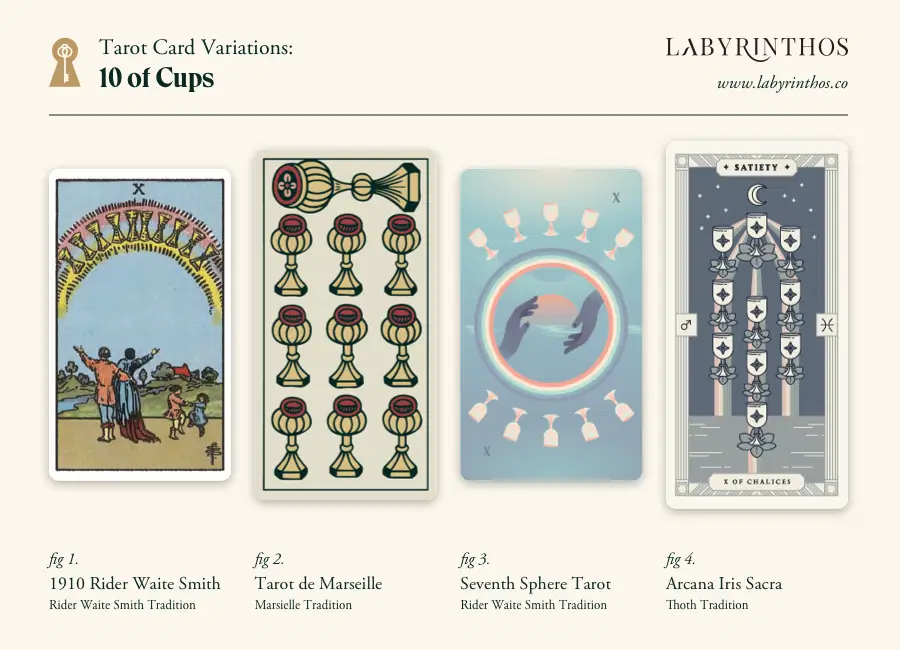 Tarot Card Variations:
10 of Cups
LABYRINTHOS
www.labyrinthos.co
X
X
X
✦ SATIETY ✦
♂
♓
X OF CHALICES
fig 1.
1910 Rider Waite Smith
Rider Waite Smith Tradition
fig 2.
Tarot de Marseille
Marsielle Tradition
fig 3.
Seventh Sphere Tarot
Rider Waite Smith Tradition
fig 4.
Arcana Iris Sacra
Thoth Tradition